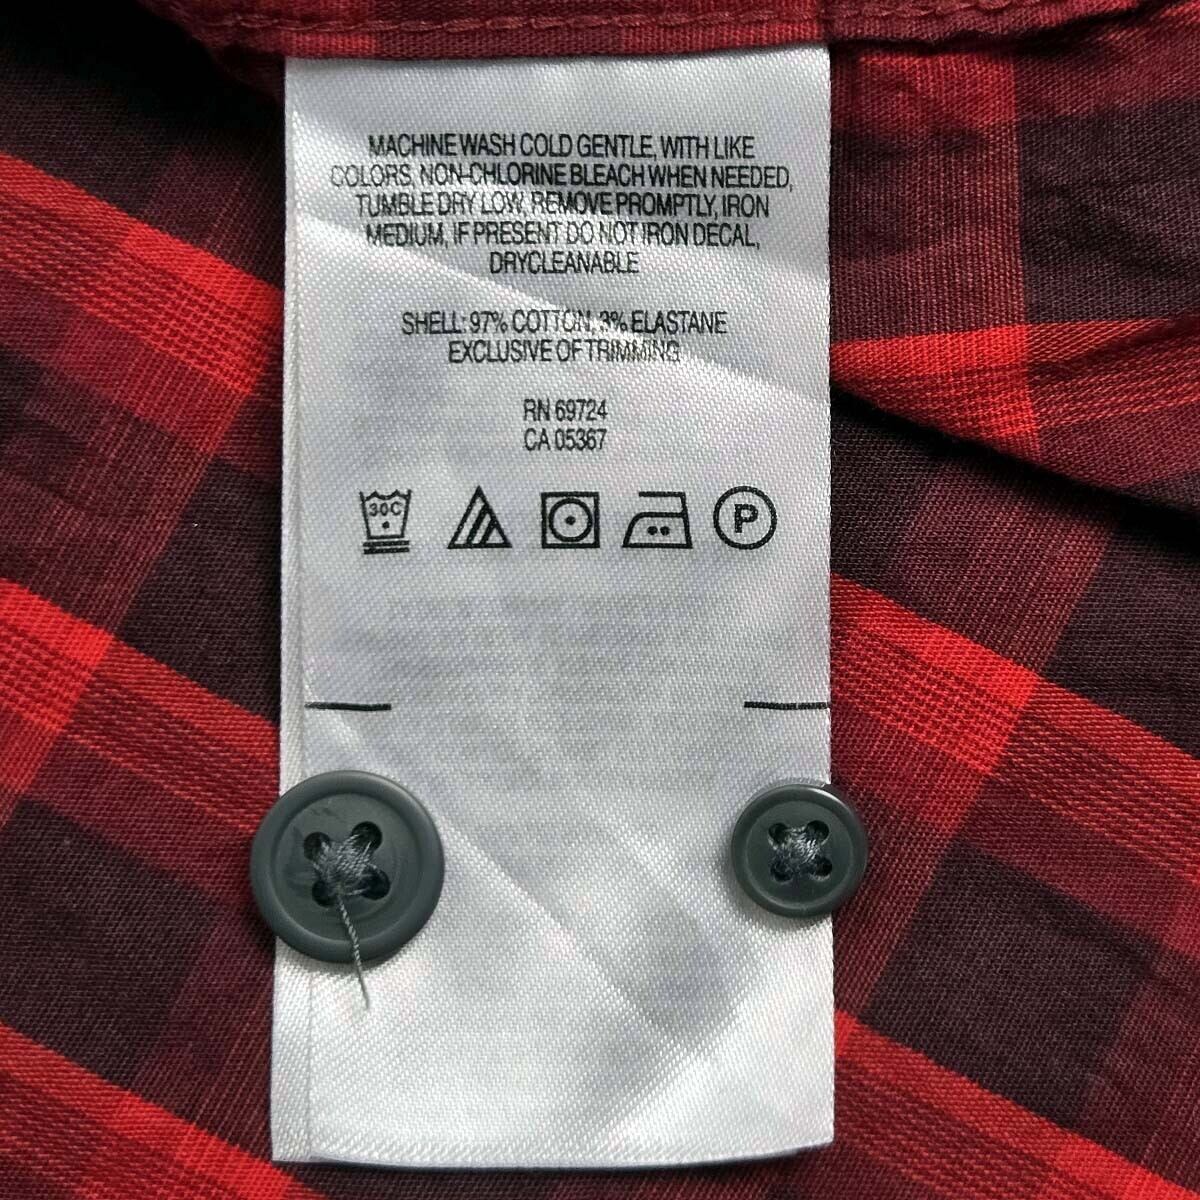 MACHINE WASH COLD GENTLE, WITH LIKE
COLORS, NON-CHLORINE BLEACH WHEN NEEDED,
TUMBLE DRY LOW, REMOVE PROMPTLY, IRON
MEDIUM, IF PRESENT DO NOT IRON DECAL,
DRYCLEANABLE
SHELL: 97% COTTON, 3% ELASTANE
EXCLUSIVE OF TRIMMING
RN 69724
CA 05367
30C
P